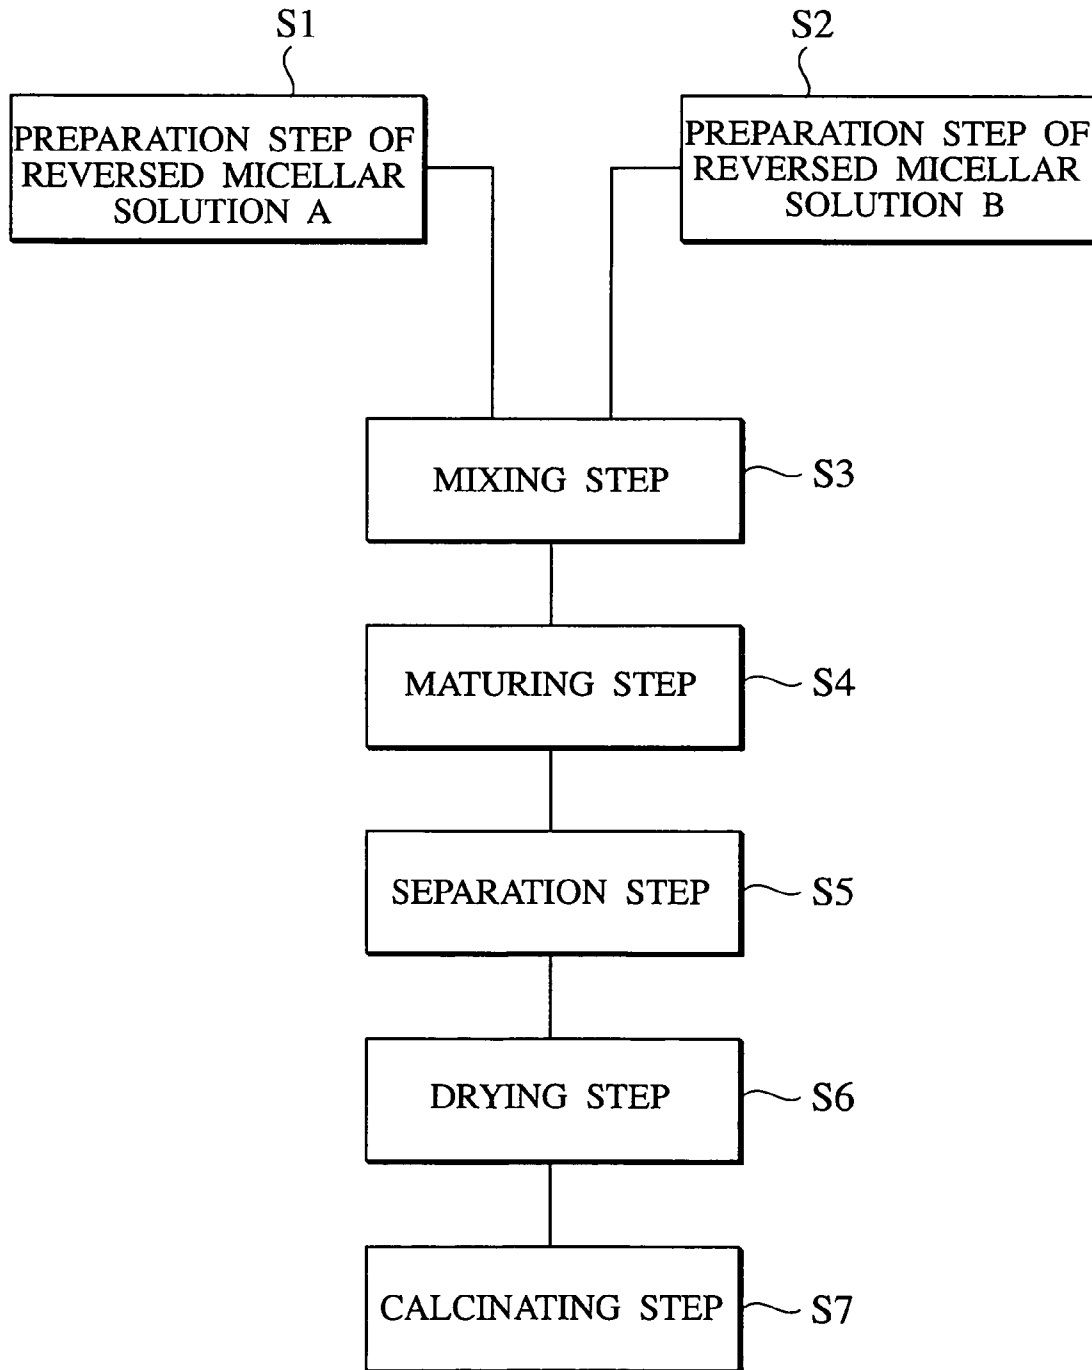 S1
S2
PREPARATION STEP OF
REVERSED MICELLAR
SOLUTION A
PREPARATION STEP OF
REVERSED MICELLAR
SOLUTION B
MIXING STEP
S3
MATURING STEP
S4
SEPARATION STEP
S5
DRYING STEP
S6
CALCINATING STEP
S7